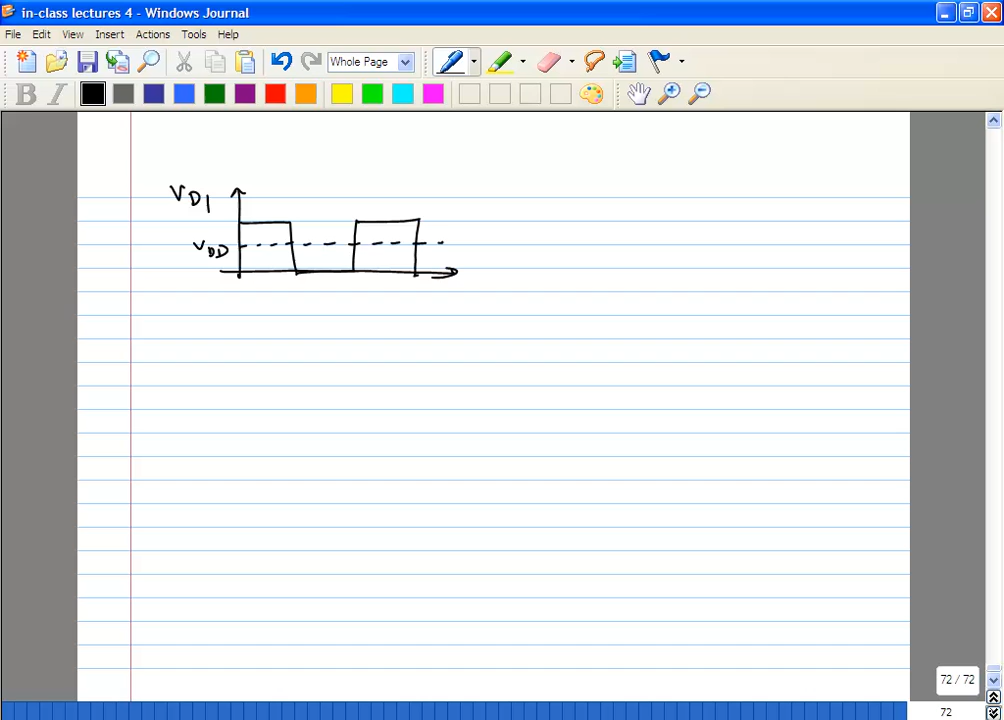 in-class lectures 4 - Windows Journal
File Edit View Insert Actions Tools Help
Whole Page
B I
VD1
VDD
72 / 72
72